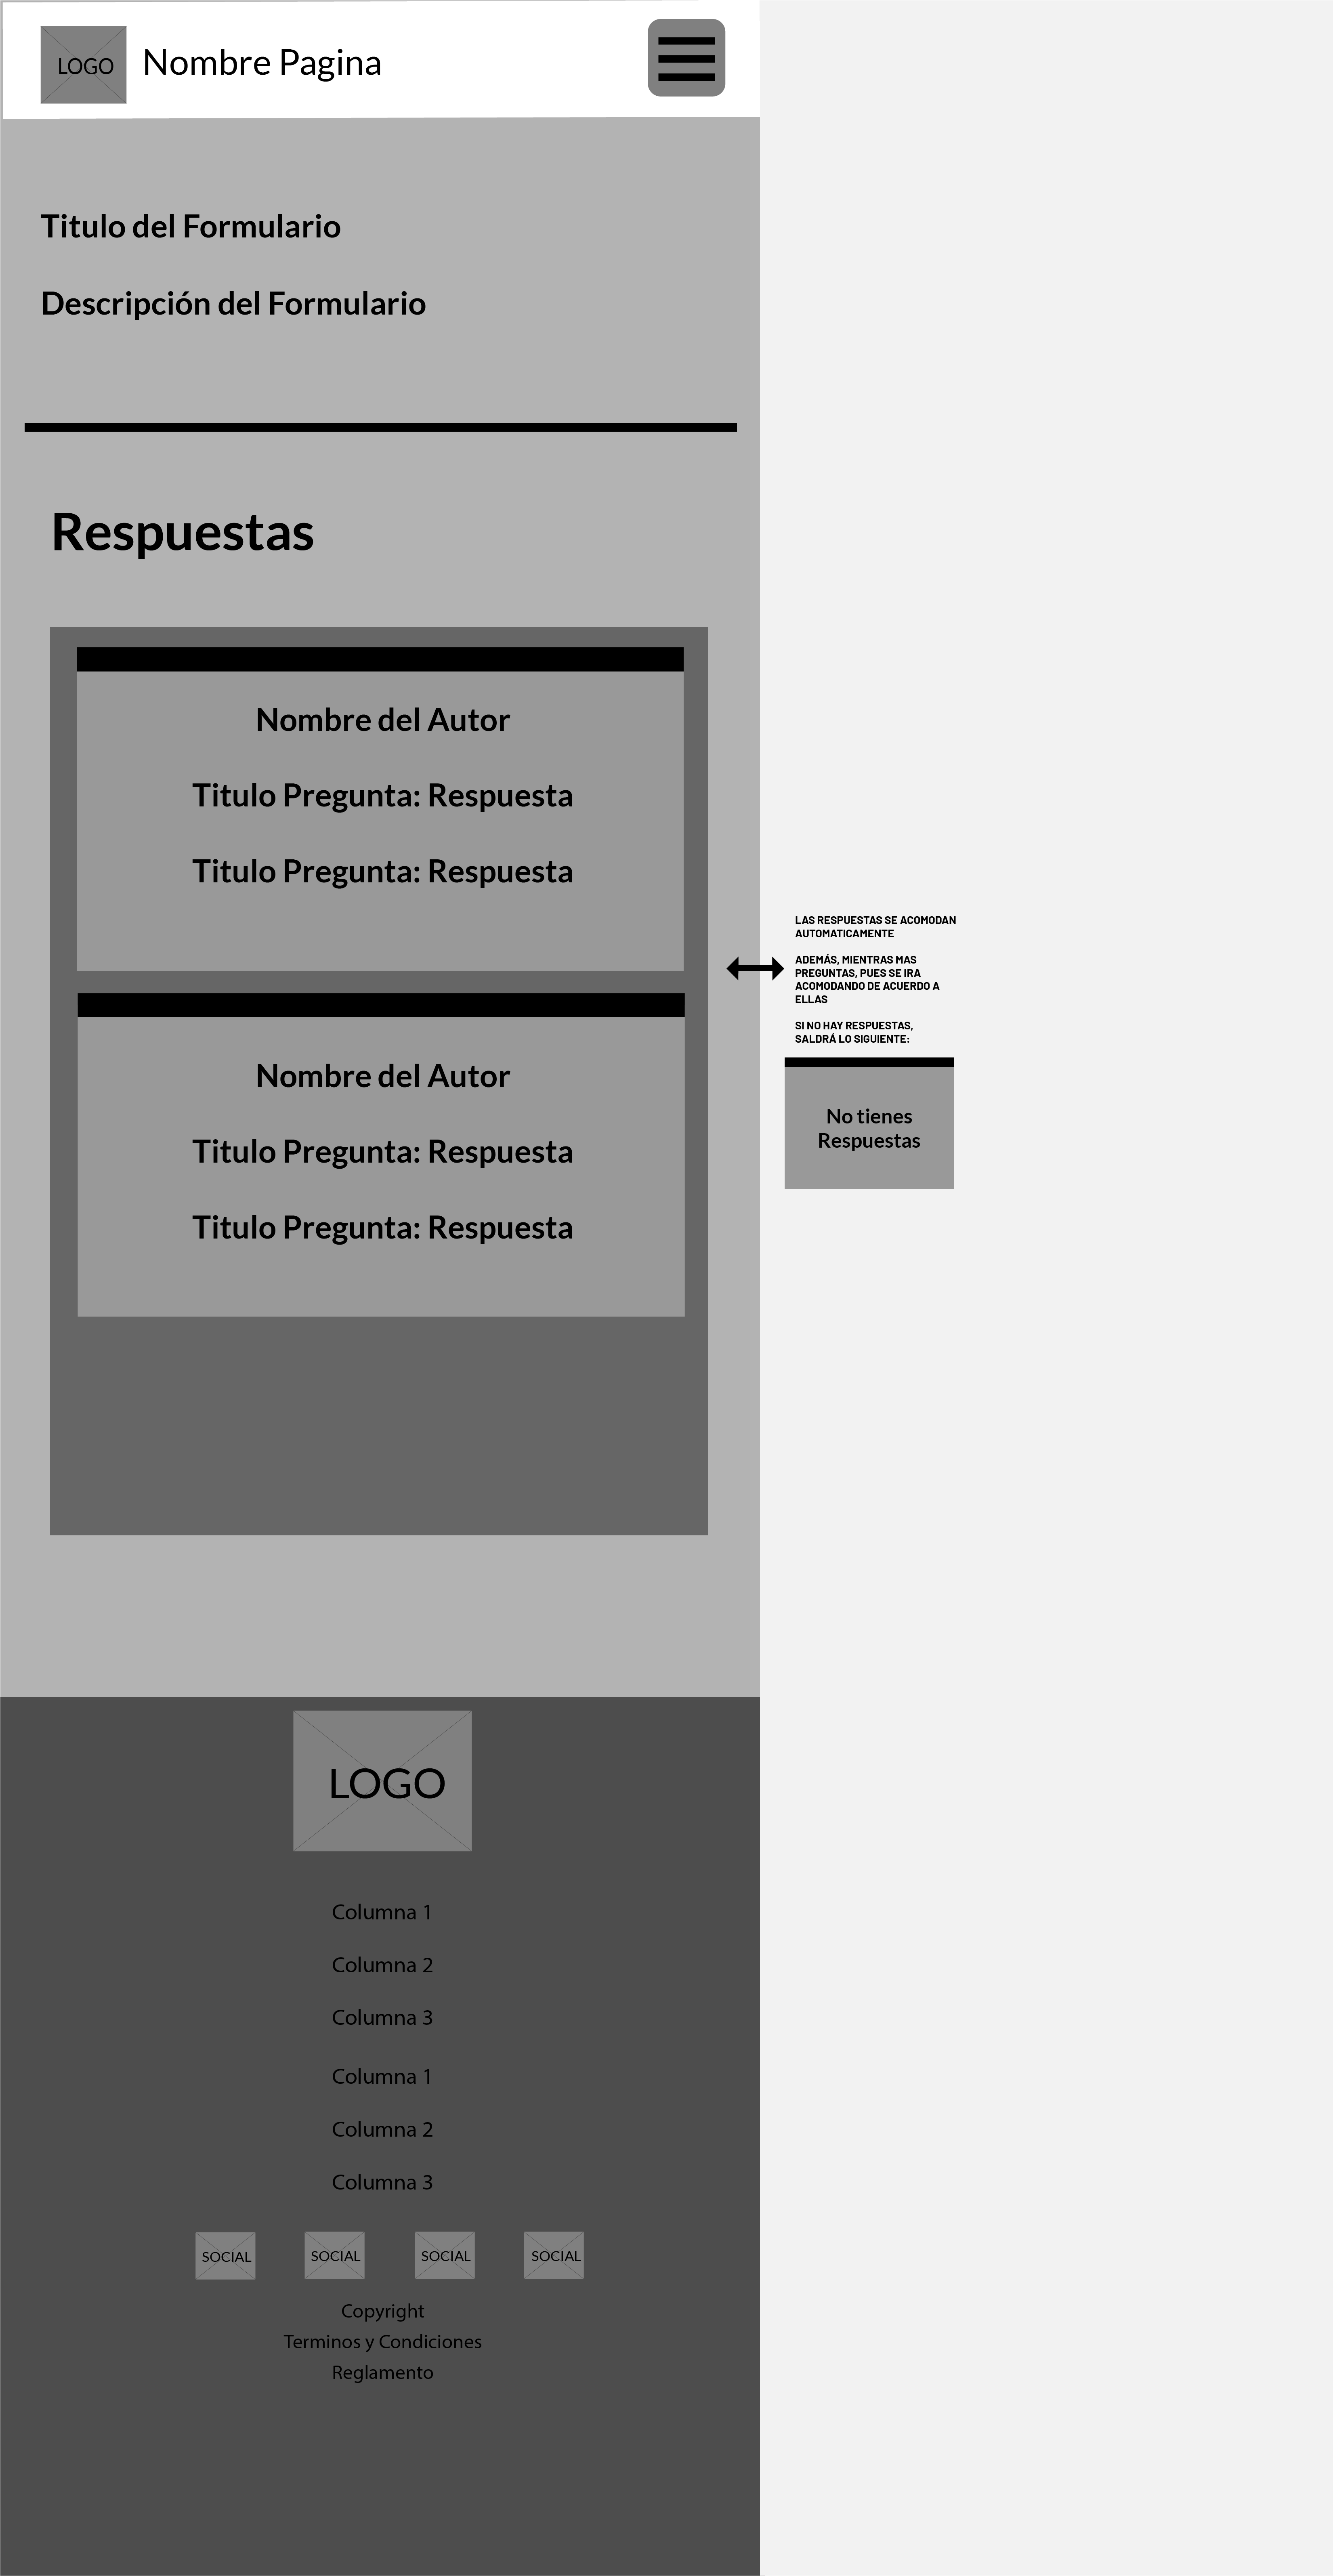 LOGO
Nombre Pagina
Titulo del Formulario
Descripción del Formulario
Respuestas
Nombre del Autor
Titulo Pregunta: Respuesta
Titulo Pregunta: Respuesta
Nombre del Autor
Titulo Pregunta: Respuesta
Titulo Pregunta: Respuesta
LAS RESPUESTAS SE ACOMODAN
AUTOMATICAMENTE
ADEMÁS, MIENTRAS MAS
PREGUNTAS, PUES SE IRA
ACOMODANDO DE ACUERDO A
ELLAS
SI NO HAY RESPUESTAS,
SALDRÁ LO SIGUIENTE:
No tienes
Respuestas
LOGO
Columna 1
Columna 2
Columna 3
Columna 1
Columna 2
Columna 3
SOCIAL
SOCIAL
SOCIAL
SOCIAL
Copyright
Terminos y Condiciones
Reglamento